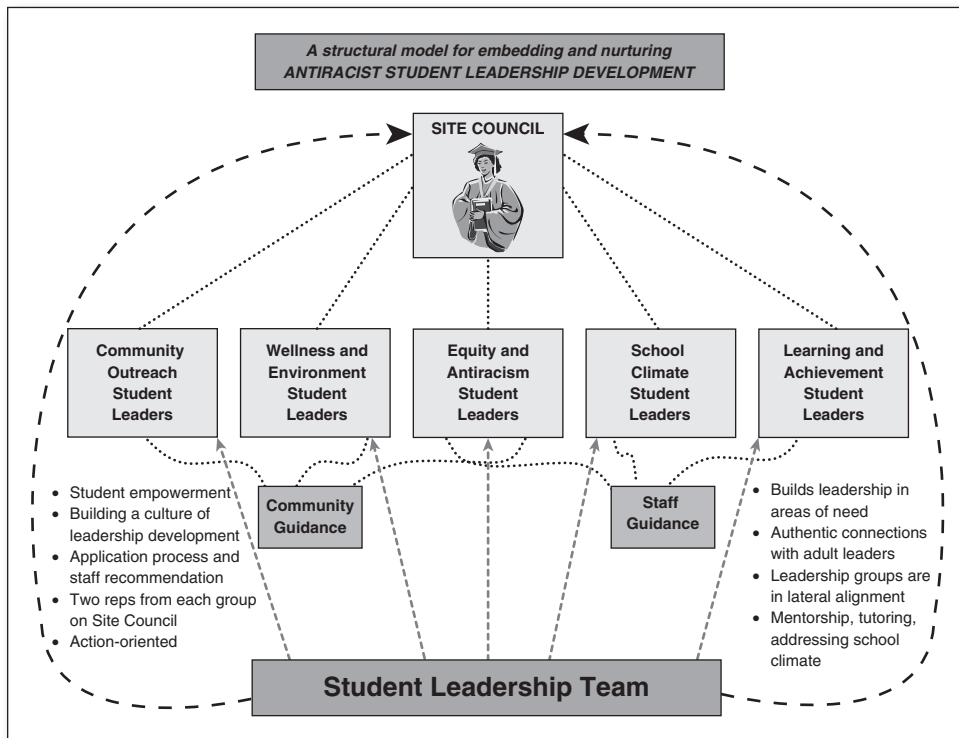 A structural model for embedding and nurturing
ANTIRACIST STUDENT LEADERSHIP DEVELOPMENT
SITE COUNCIL
Community
Outreach
Student
Leaders
Wellness and
Environment
Student
Leaders
Equity and
Antiracism
Student
Leaders
School
Climate
Student
Leaders
Learning and
Achievement
Student
Leaders
Community
Guidance
Staff
Guidance
• Student empowerment
• Building a culture of
leadership development
• Application process and
staff recommendation
• Two reps from each group
on Site Council
• Action-oriented
• Builds leadership in
areas of need
• Authentic connections
with adult leaders
• Leadership groups are
in lateral alignment
• Mentorship, tutoring,
addressing school
climate
Student Leadership Team